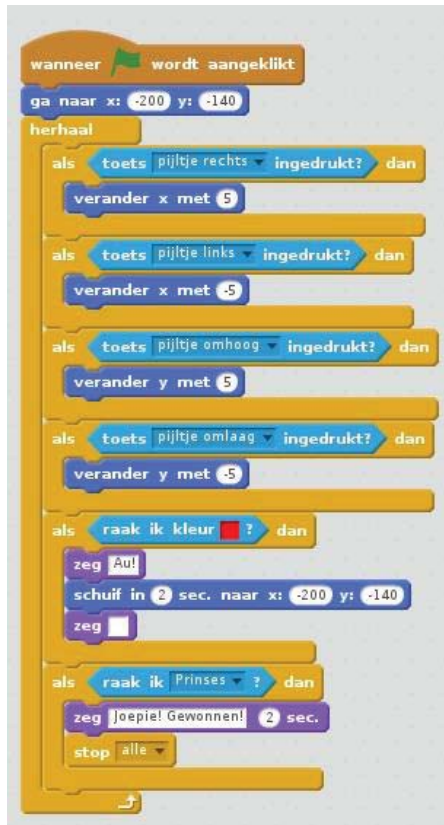 wanneer wordt aangeklikt
ga naar x: -200 y: -140
herhaal
als toets pijltje rechts ingedrukt? dan
verander x met 5
als toets pijltje links ingedrukt? dan
verander x met -5
als toets pijltje omhoog ingedrukt? dan
verander y met 5
als toets pijltje omlaag ingedrukt? dan
verander y met -5
als raak ik kleur ? dan
zeg Au!
schuif in 2 sec. naar x: -200 y: -140
zeg
als raak ik Prinses ? dan
zeg Joepie! Gewonnen! 2 sec.
stop alle